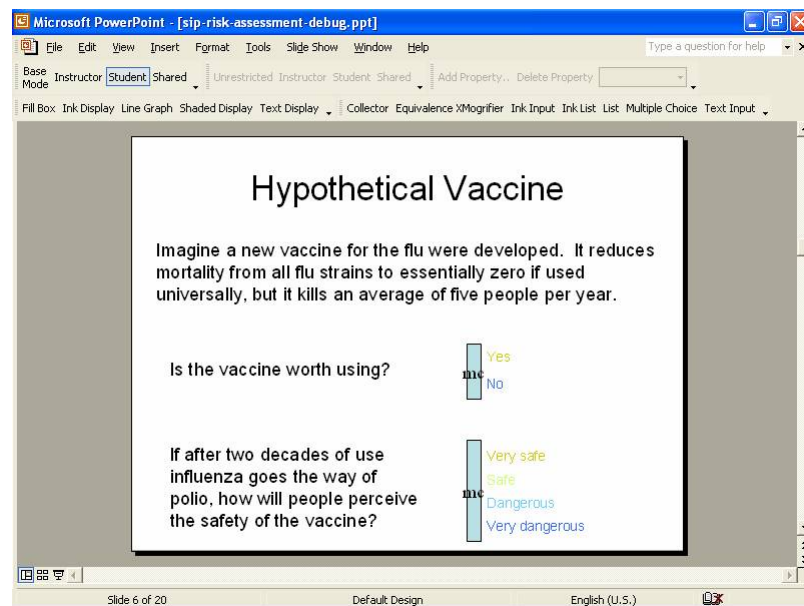 Microsoft PowerPoint - [sip-risk-assessment-debug.ppt]
File Edit View Insert Format Tools Slide Show Window Help Type a question for help
Base Mode Instructor Student Shared Unrestricted Instructor Student Shared Add Property.. Delete Property
Fill Box Ink Display Line Graph Shaded Display Text Display Collector Equivalence XMogrifier Ink Input Ink List List Multiple Choice Text Input
Hypothetical Vaccine
Imagine a new vaccine for the flu were developed. It reduces
mortality from all flu strains to essentially zero if used
universally, but it kills an average of five people per year.
Is the vaccine worth using?
mc
Yes
No
If after two decades of use
influenza goes the way of
polio, how will people perceive
the safety of the vaccine?
mc
Very safe
Safe
Dangerous
Very dangerous
Slide 6 of 20 Default Design English (U.S.)